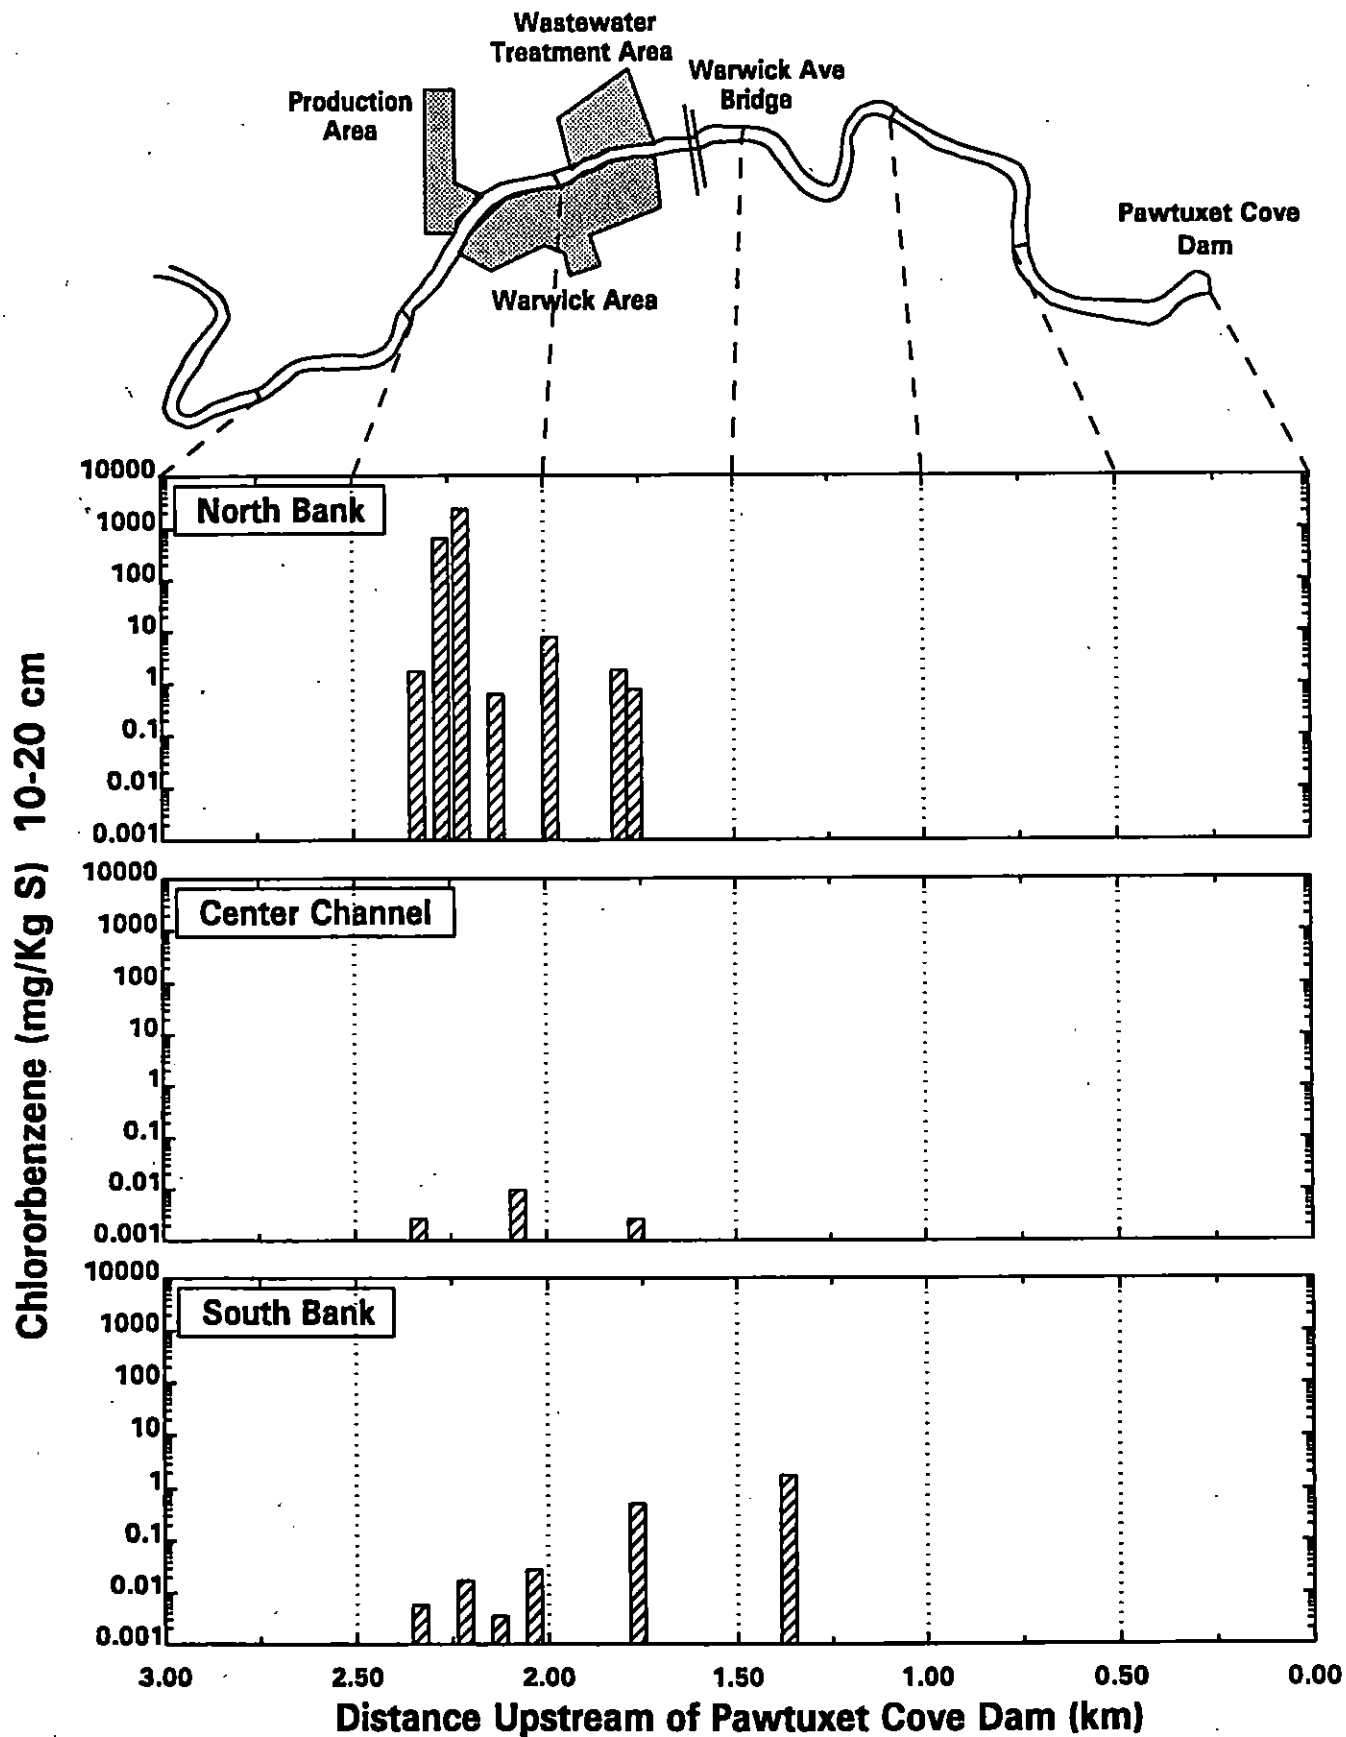 Wastewater
Treatment Area
Warwick Ave
Bridge
Production
Area
Pawtuxet Cove
Dam
Warwick Area
Chlororbenzene (mg/Kg S) 10-20 cm
North Bank
10000
1000
100
10
1
0.1
0.01
0.001
Center Channel
10000
1000
100
10
1
0.1
0.01
0.001
South Bank
10000
1000
100
10
1
0.1
0.01
0.001
3.00 2.50 2.00 1.50 1.00 0.50 0.00
Distance Upstream of Pawtuxet Cove Dam (km)